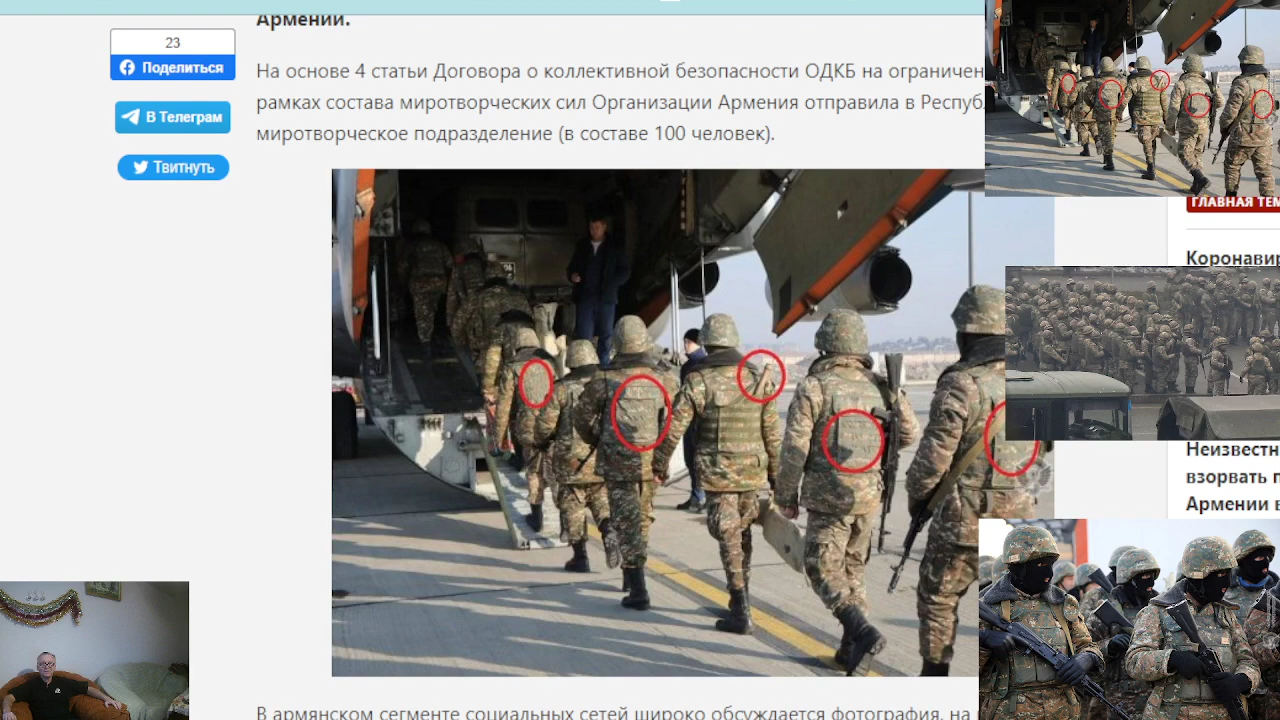 Армении.
23
Поделиться
В Телеграм
Твитнуть
На основе 4 статьи Договора о коллективной безопасности ОДКБ на ограничен
рамках состава миротворческих сил Организации Армения отправила в Респуб
миротворческое подразделение (в составе 100 человек).
ГЛАВНАЯ ТЕМ
Коронавир
Неизвестн
взорвать п
Армении в
В армянском сегменте социальных сетей широко обсуждается фотография, на